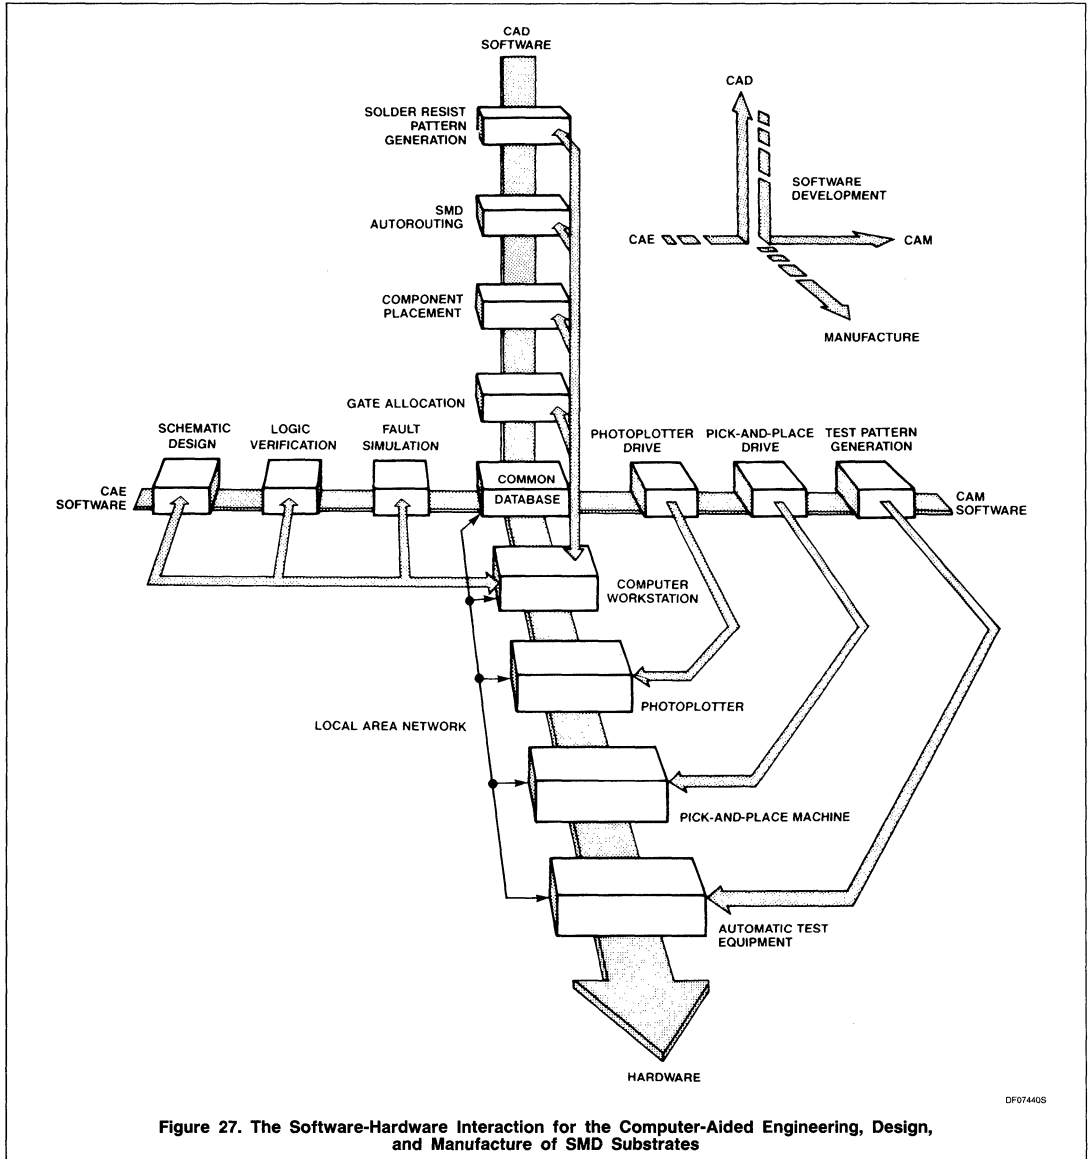 CAD
SOFTWARE
SOLDER RESIST
PATTERN
GENERATION
SMD
AUTOROUTING
COMPONENT
PLACEMENT
GATE ALLOCATION
CAD
SOFTWARE
DEVELOPMENT
CAE
CAM
MANUFACTURE
SCHEMATIC
DESIGN
LOGIC
VERIFICATION
FAULT
SIMULATION
PHOTOPLOTTER
DRIVE
PICK-AND-PLACE
DRIVE
TEST PATTERN
GENERATION
CAE
SOFTWARE
COMMON
DATABASE
CAM
SOFTWARE
COMPUTER
WORKSTATION
PHOTOPLOTTER
LOCAL AREA NETWORK
PICK-AND-PLACE MACHINE
AUTOMATIC TEST
EQUIPMENT
HARDWARE
DF07440S
Figure 27. The Software-Hardware Interaction for the Computer-Aided Engineering, Design,
and Manufacture of SMD Substrates